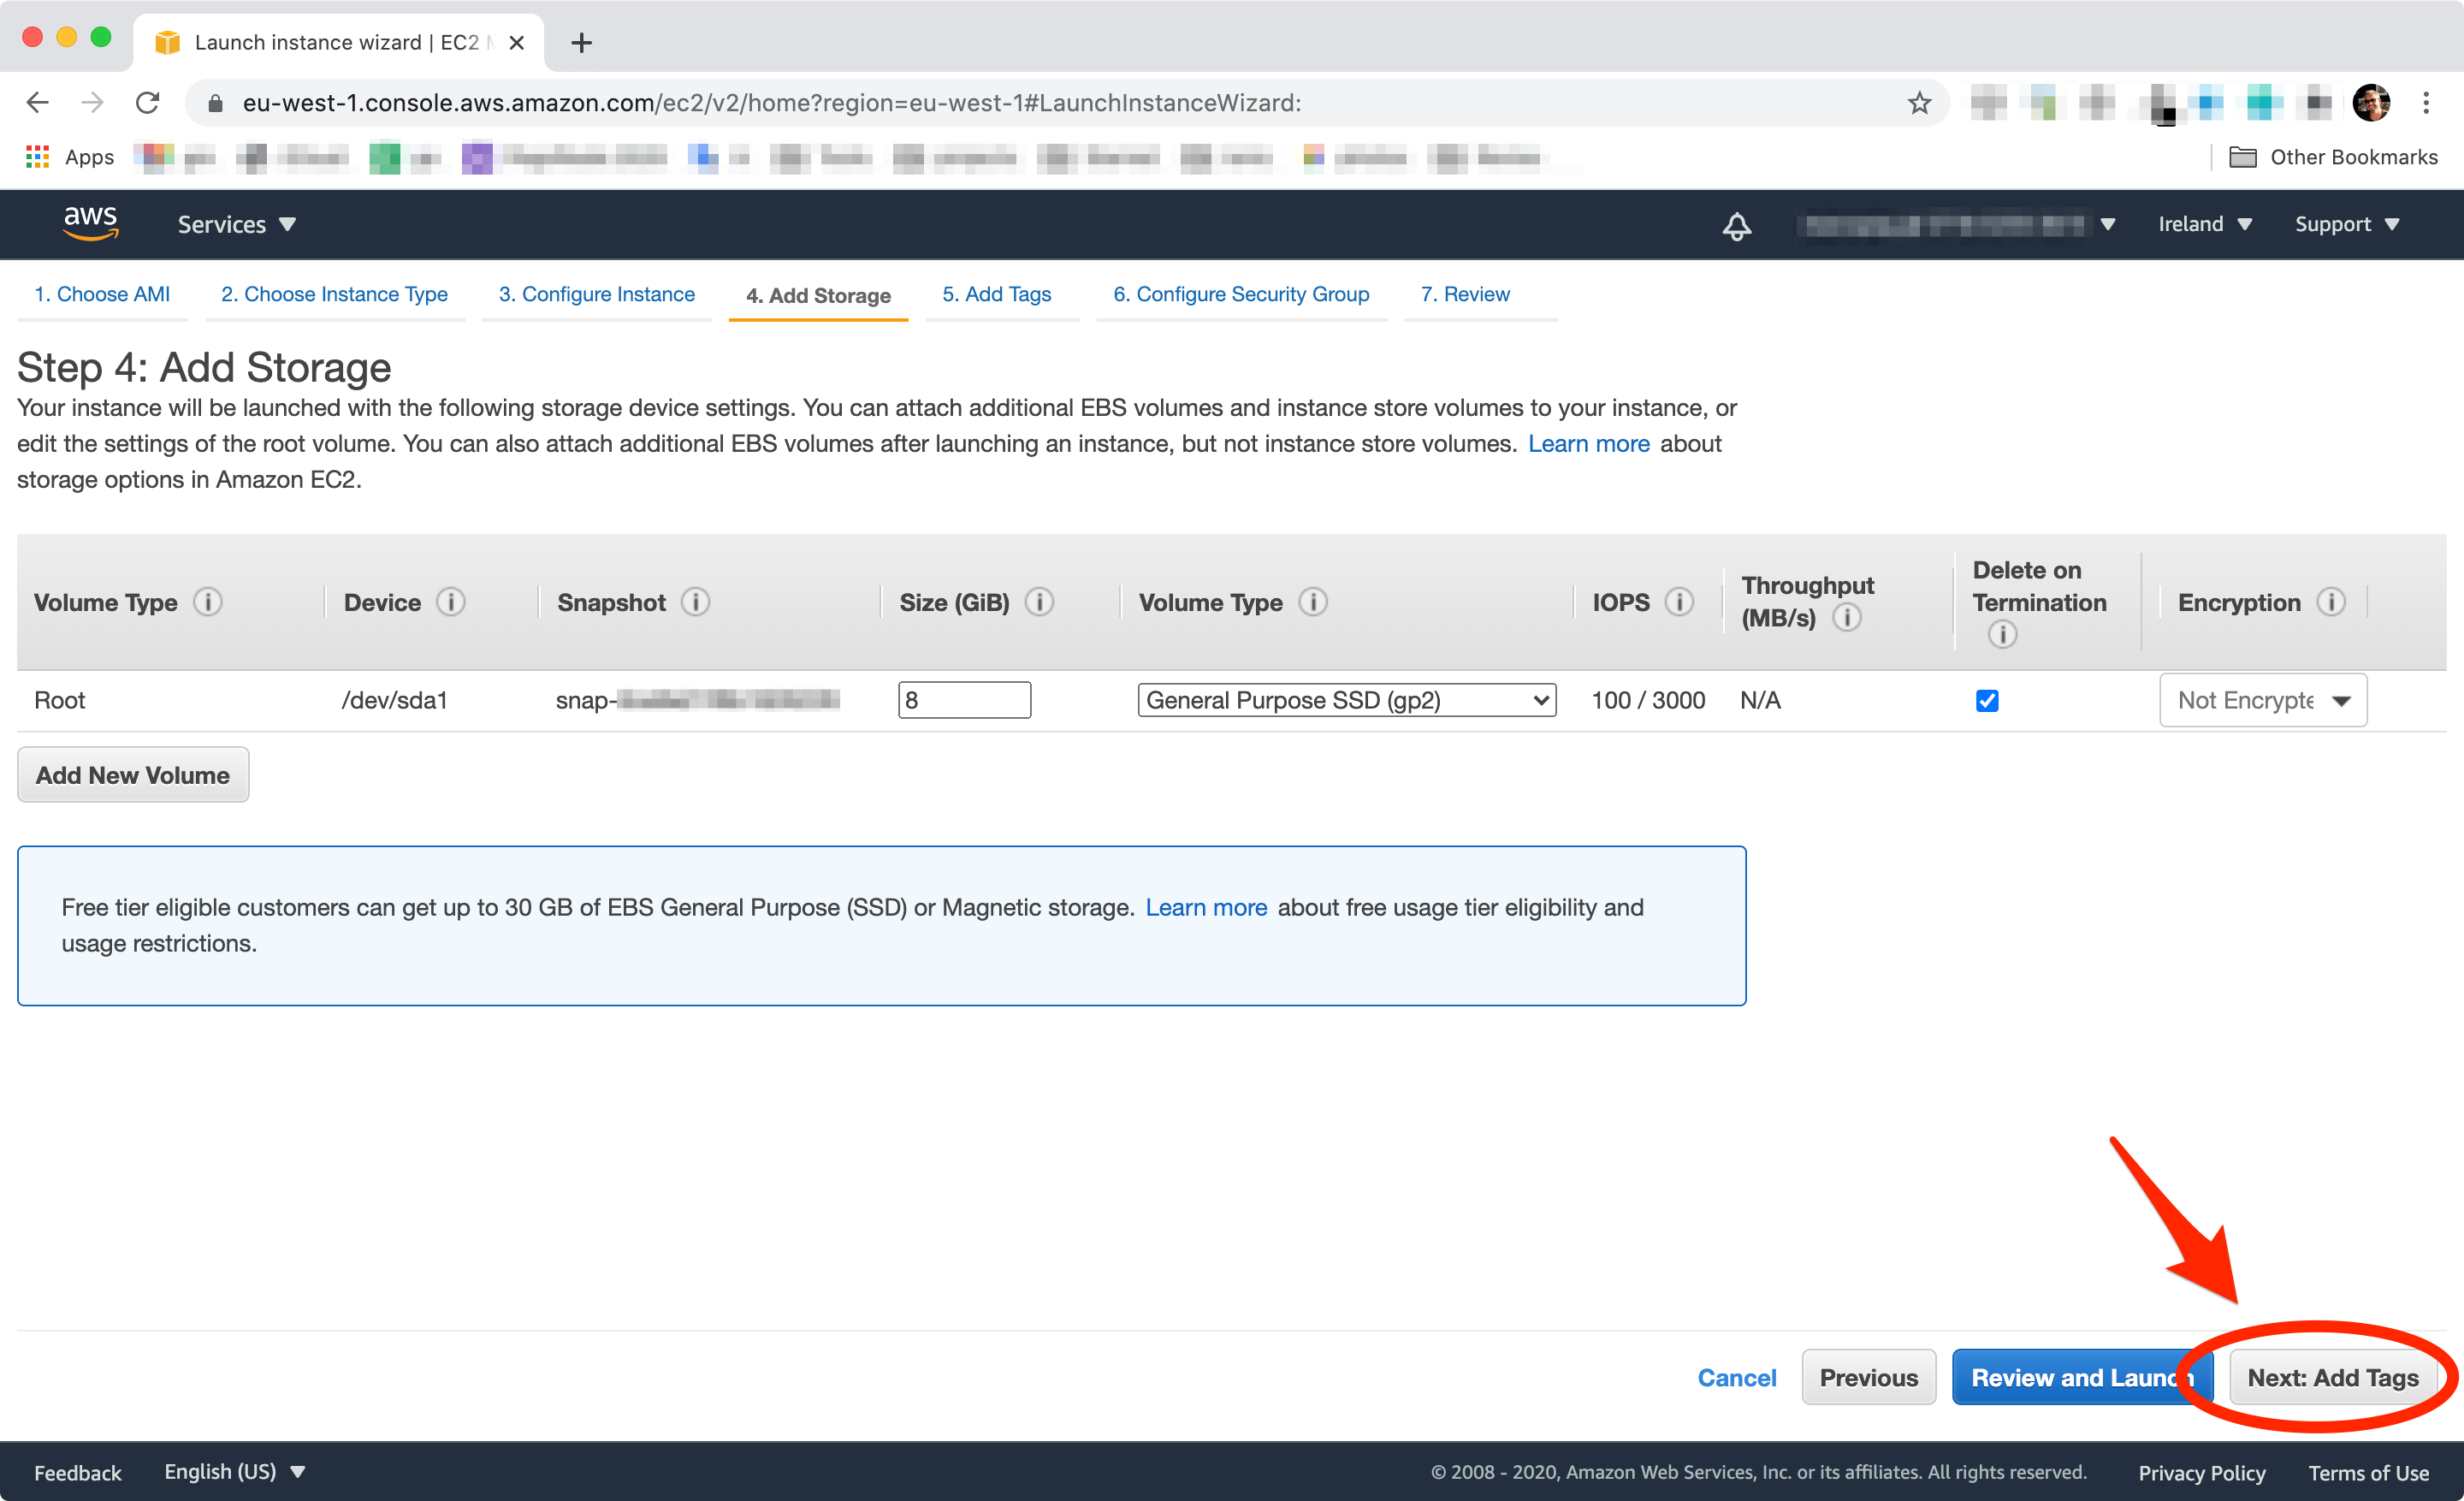 Launch instance wizard | EC2
eu-west-1.console.aws.amazon.com/ec2/v2/home?region=eu-west-1#LaunchInstanceWizard:
Apps
Other Bookmarks
aws Services Ireland Support
1. Choose AMI 2. Choose Instance Type 3. Configure Instance 4. Add Storage 5. Add Tags 6. Configure Security Group 7. Review
Step 4: Add Storage
Your instance will be launched with the following storage device settings. You can attach additional EBS volumes and instance store volumes to your instance, or
edit the settings of the root volume. You can also attach additional EBS volumes after launching an instance, but not instance store volumes. Learn more about
storage options in Amazon EC2.
Volume Type i Device i Snapshot i Size (GiB) i Volume Type i IOPS i Throughput (MB/s) i Delete on Termination i Encryption i
Root /dev/sda1 snap- 8 General Purpose SSD (gp2) 100 / 3000 N/A Not Encrypte
Add New Volume
Free tier eligible customers can get up to 30 GB of EBS General Purpose (SSD) or Magnetic storage. Learn more about free usage tier eligibility and
usage restrictions.
Cancel Previous Review and Launch Next: Add Tags
Feedback English (US) © 2008 - 2020, Amazon Web Services, Inc. or its affiliates. All rights reserved. Privacy Policy Terms of Use